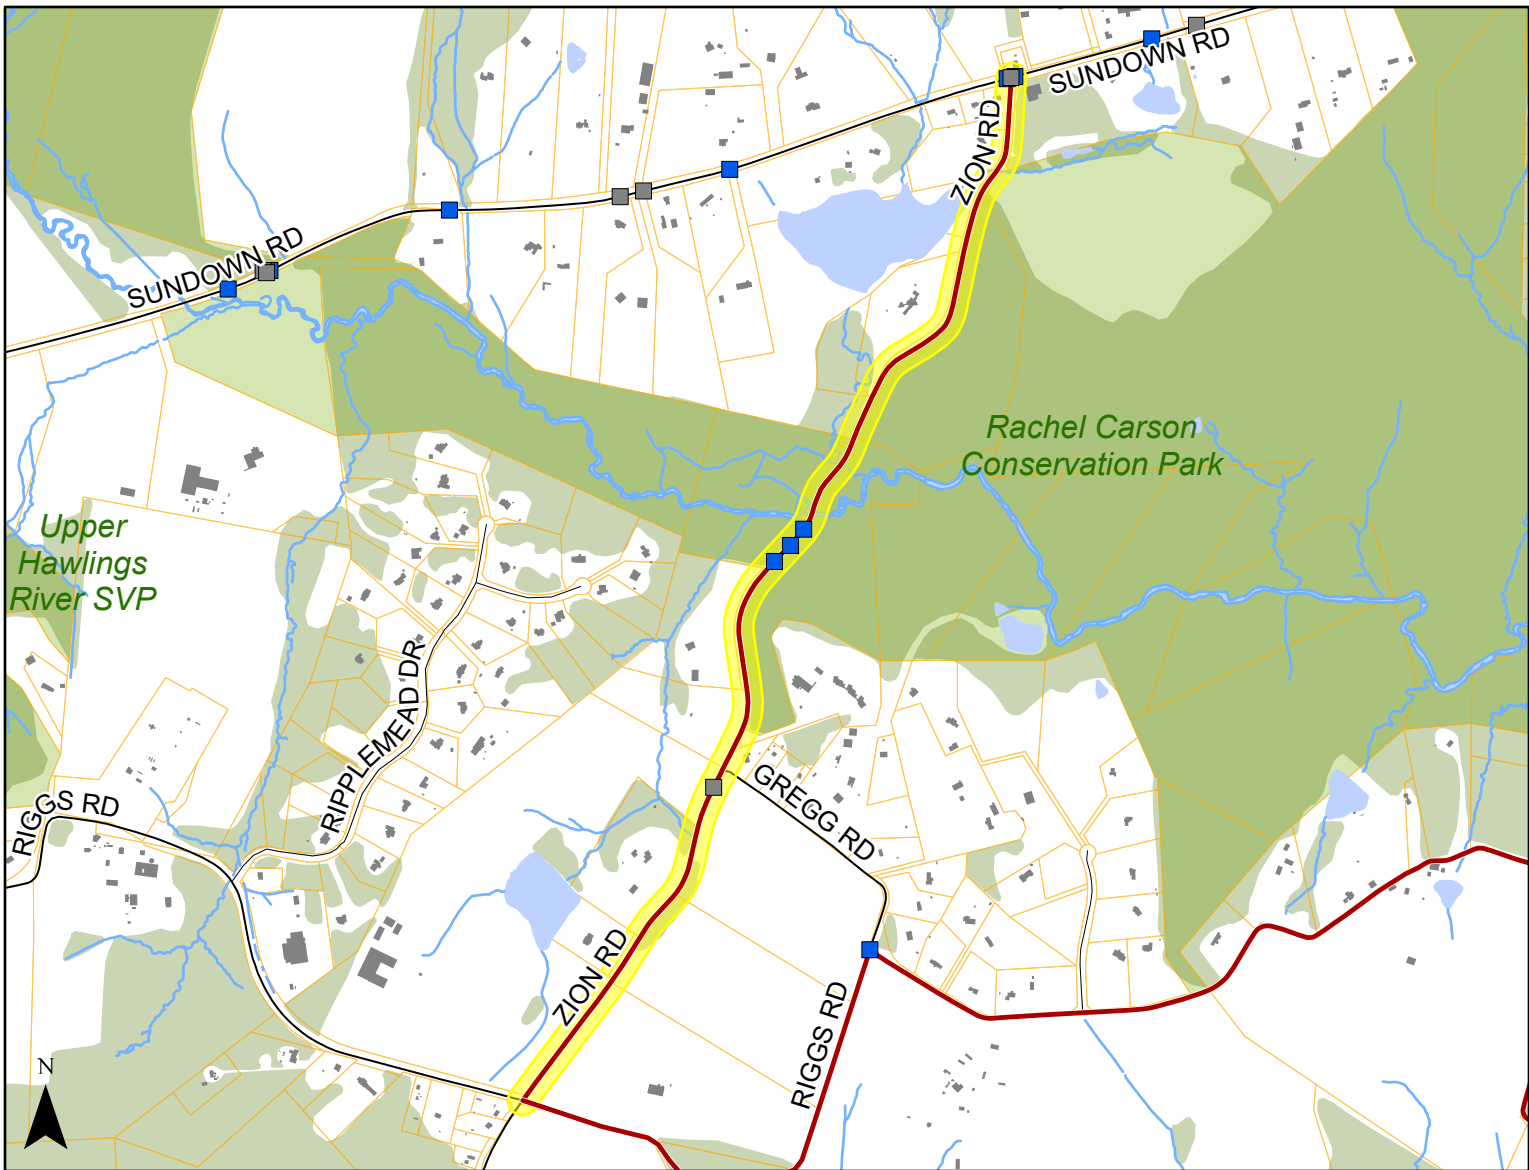 SUNDOWN RD
ZION RD
SUNDOWN RD
Rachel Carson
Conservation Park
Upper
Hawlings
River SVP
RIPPLEMEAD DR
RIGGS RD
GREGG RD
ZION RD
RIGGS RD
N